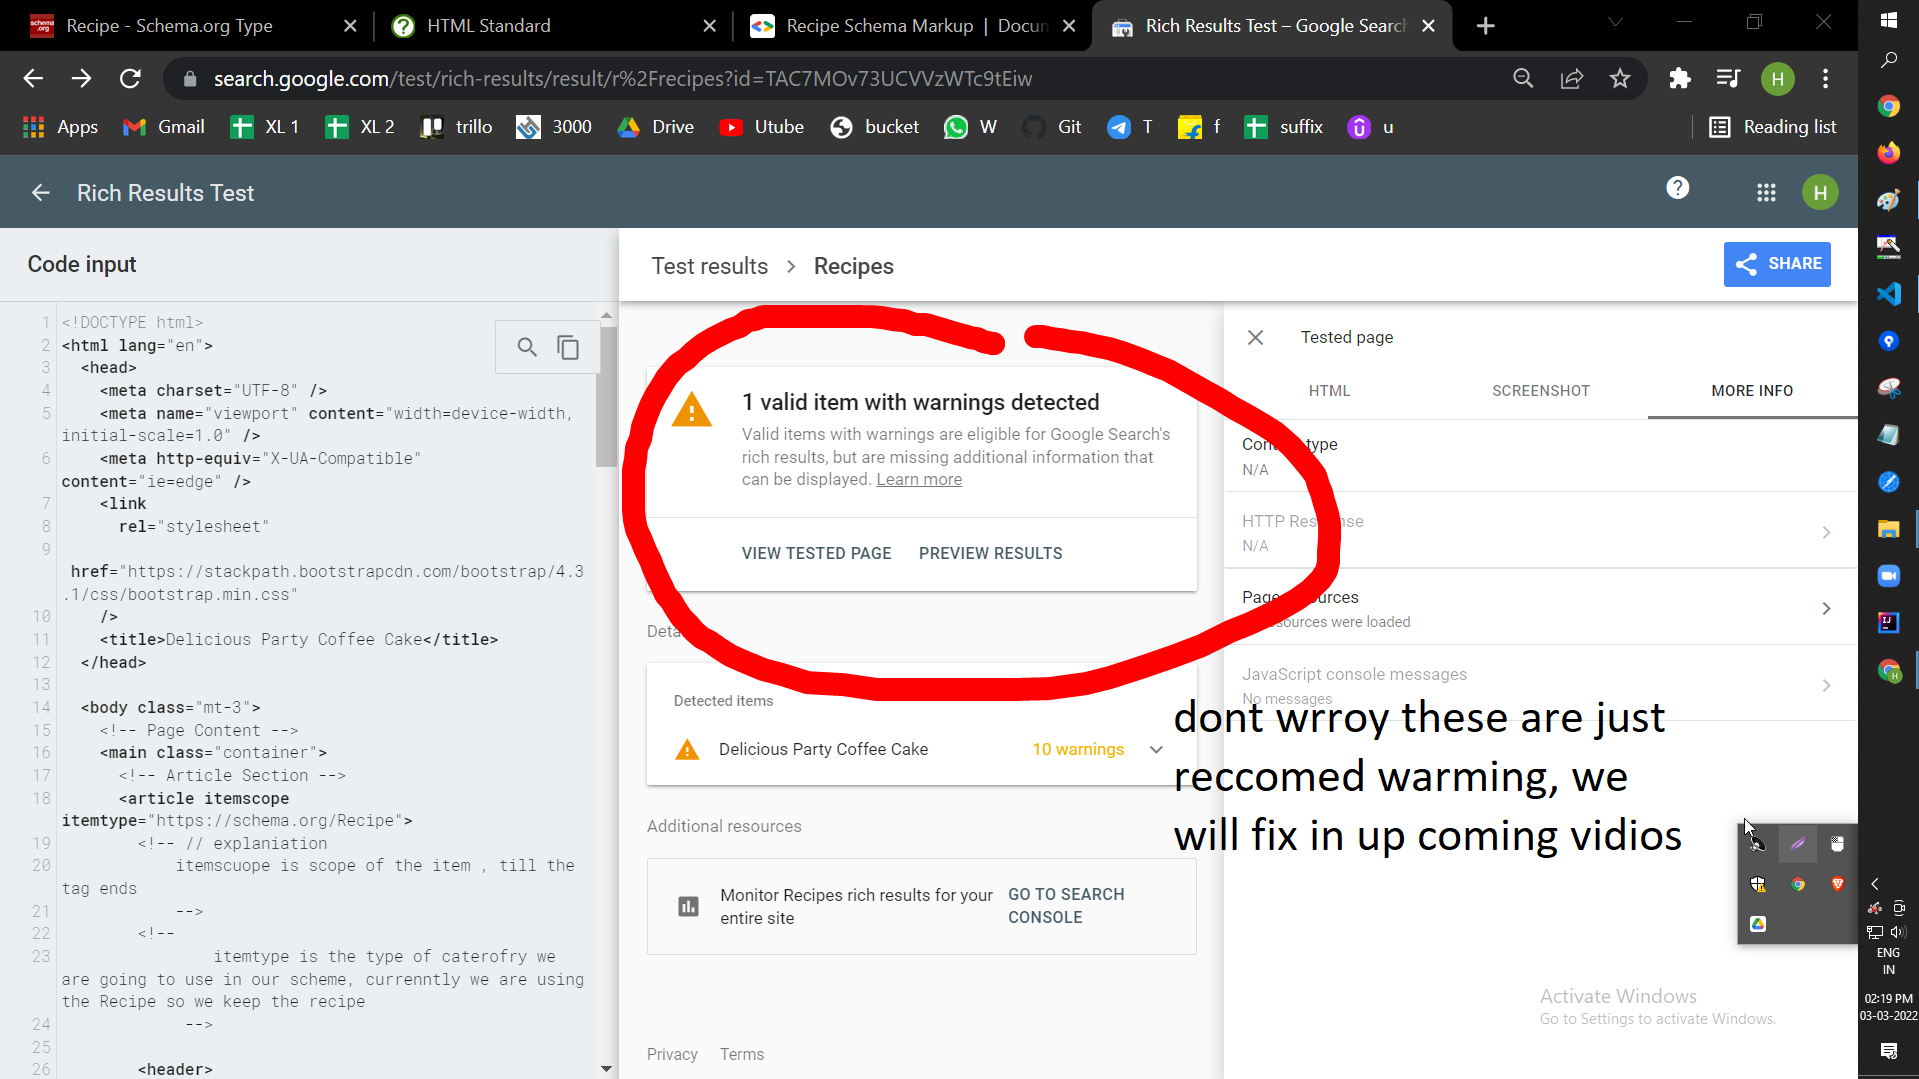 Recipe - Schema.org Type
HTML Standard
Recipe Schema Markup | Docun
Rich Results Test – Google Search
search.google.com/test/rich-results/result/r%2Frecipes?id=TAC7MOv73UCVVzWTc9tEiw
H
Apps
Gmail
XL 1
XL 2
trillo
3000
Drive
Utube
bucket
W
Git
T
f
suffix
u
Reading list
Rich Results Test
H
Code input
Test results > Recipes
SHARE
1 <!DOCTYPE html>
2 <html lang="en">
3 <head>
4 <meta charset="UTF-8" />
5 <meta name="viewport" content="width=device-width,
initial-scale=1.0" />
6 <meta http-equiv="X-UA-Compatible"
content="ie=edge" />
7 <link
8 rel="stylesheet"
9
href="https://stackpath.bootstrapcdn.com/bootstrap/4.3
.1/css/bootstrap.min.css"
10 />
11 <title>Delicious Party Coffee Cake</title>
12 </head>
13
14 <body class="mt-3">
15 <!-- Page Content -->
16 <main class="container">
17 <!-- Article Section -->
18 <article itemscope
itemtype="https://schema.org/Recipe">
19 <!-- // explaniation
20 itemscuope is scope of the item , till the
tag ends
21 -->
22 <!--
23 itemtype is the type of caterofry we
are going to use in our scheme, currenntly we are using
the Recipe so we keep the recipe
24 -->
25
26 <header>
1 valid item with warnings detected
Valid items with warnings are eligible for Google Search's
rich results, but are missing additional information that
can be displayed. Learn more
VIEW TESTED PAGE
PREVIEW RESULTS
Deta
Detected items
Delicious Party Coffee Cake
10 warnings
Additional resources
Monitor Recipes rich results for your
entire site
GO TO SEARCH
CONSOLE
Privacy
Terms
Tested page
HTML
SCREENSHOT
MORE INFO
Con type
N/A
HTTP Res nse
N/A
Page urces
sources were loaded
JavaScript console messages
No messages
dont wrroy these are just
reccomed warming, we
will fix in up coming vidios
Activate Windows
Go to Settings to activate Windows.
ENG
IN
02:19 PM
03-03-2022